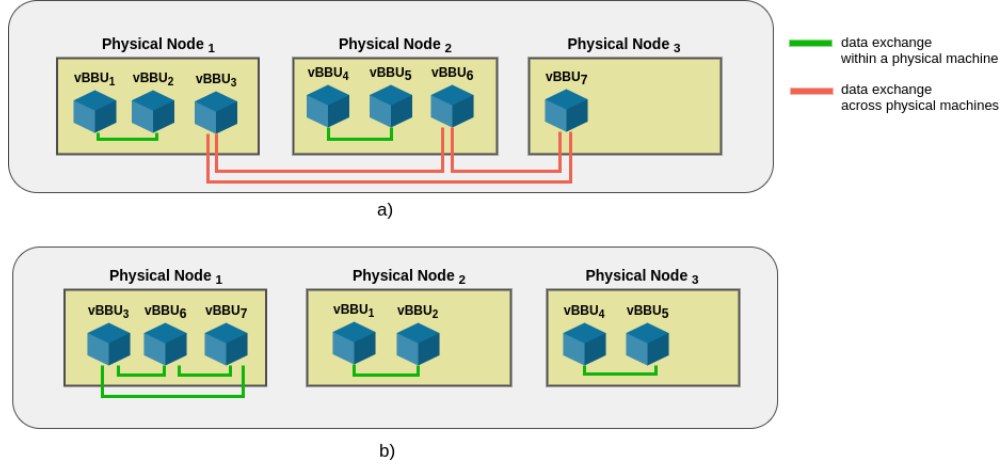 Physical Node 1 Physical Node 2 Physical Node 3
vBBU1 vBBU2 vBBU3 vBBU4 vBBU5 vBBU6 vBBU7
data exchange
within a physical machine
data exchange
across physical machines
a)
Physical Node 1 Physical Node 2 Physical Node 3
vBBU3 vBBU6 vBBU7 vBBU1 vBBU2 vBBU4 vBBU5
b)